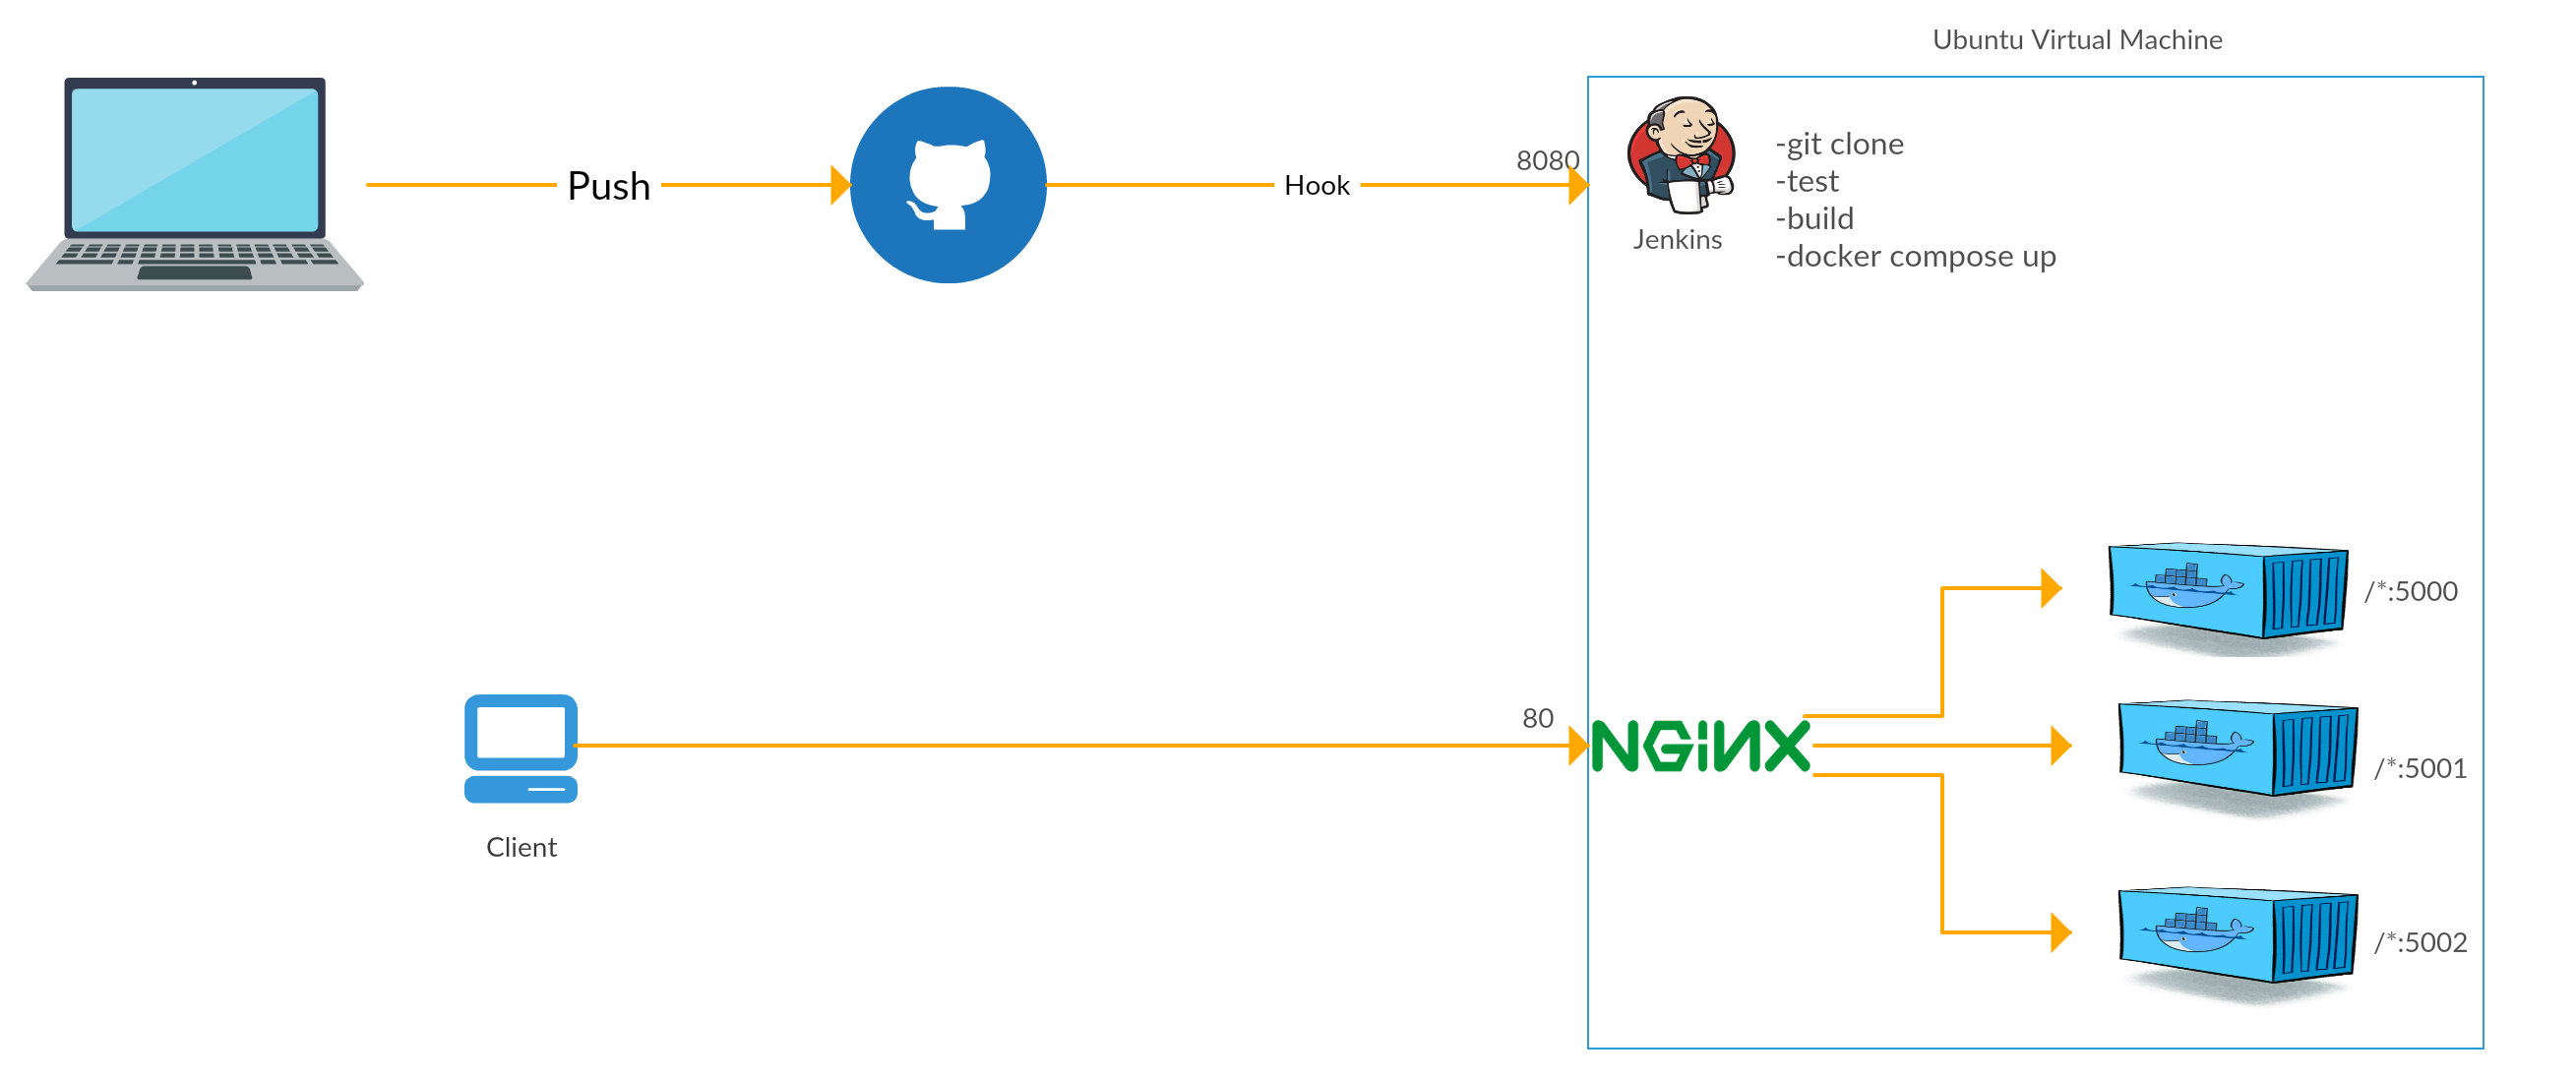 Ubuntu Virtual Machine
Push
Hook
8080
Jenkins
-git clone
-test
-build
-docker compose up
/*:5000
80
NGiNX
/*:5001
Client
/*:5002